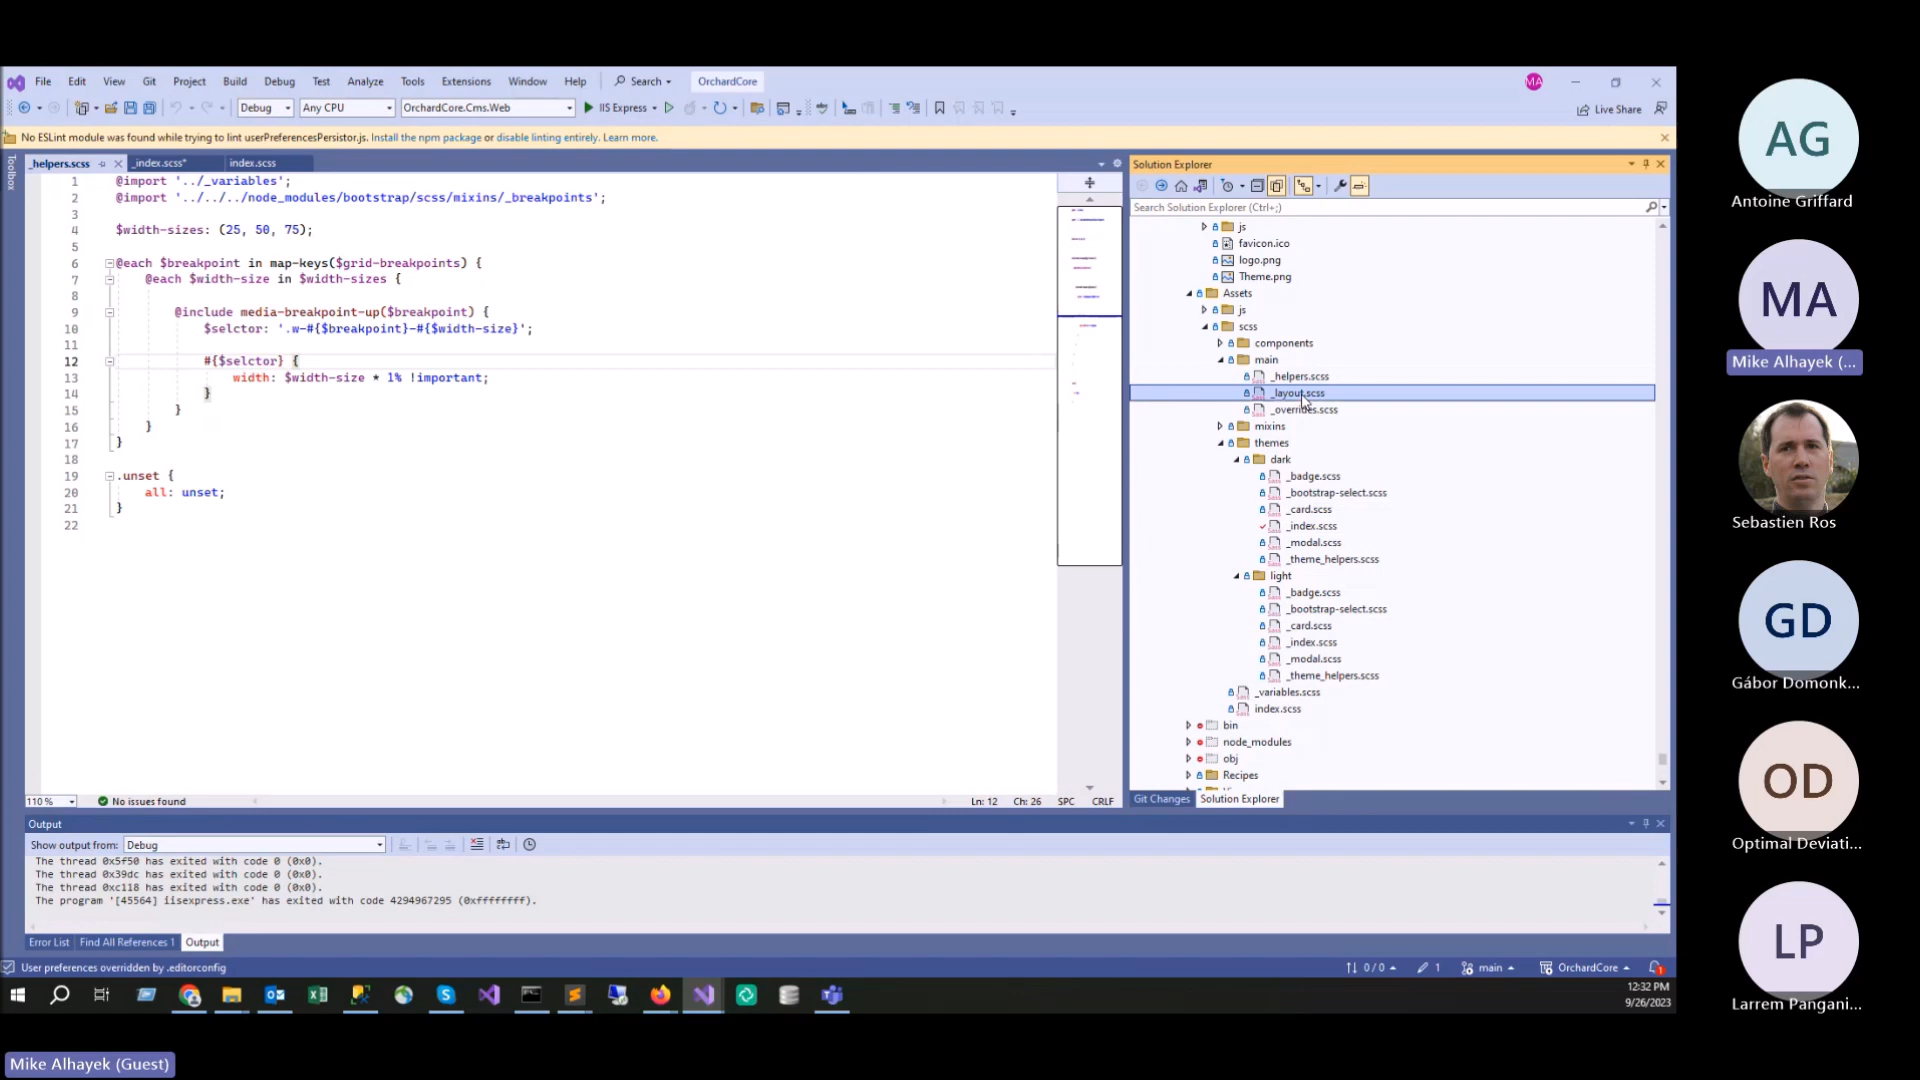 File Edit View Git Project Build Debug Test Analyze Tools Extensions Window Help Search OrchardCore MA
Debug Any CPU OrchardCore.Cms.Web IIS Express Live Share
No ESLint module was found while trying to lint userPreferencesPersistor.js. Install the npm package or disable linting entirely. Learn more.
Toolbox
_helpers.scss _index.scss* index.scss
1 @import '../_variables';
2 @import '../../../node_modules/bootstrap/scss/mixins/_breakpoints';
3
4 $width-sizes: (25, 50, 75);
5
6 @each $breakpoint in map-keys($grid-breakpoints) {
7 @each $width-size in $width-sizes {
8
9 @include media-breakpoint-up($breakpoint) {
10 $selctor: '.w-#{$breakpoint}-#{$width-size}';
11
12 #{$selctor} {
13 width: $width-size * 1% !important;
14 }
15 }
16 }
17 }
18
19 .unset {
20 all: unset;
21 }
22
110 % No issues found Ln: 12 Ch: 26 SPC CRLF
Solution Explorer
Search Solution Explorer (Ctrl+;)
js
favicon.ico
logo.png
Theme.png
Assets
js
scss
components
main
_helpers.scss
_layout.scss
_overrides.scss
mixins
themes
dark
_badge.scss
_bootstrap-select.scss
_card.scss
_index.scss
_modal.scss
_theme_helpers.scss
light
_badge.scss
_bootstrap-select.scss
_card.scss
_index.scss
_modal.scss
_theme_helpers.scss
_variables.scss
index.scss
bin
node_modules
obj
Recipes
Git Changes Solution Explorer
Output
Show output from: Debug
The thread 0x5f50 has exited with code 0 (0x0).
The thread 0x39dc has exited with code 0 (0x0).
The thread 0xc118 has exited with code 0 (0x0).
The program '[45564] iisexpress.exe' has exited with code 4294967295 (0xffffffff).
Error List Find All References 1 Output
User preferences overridden by .editorconfig 0 / 0 1 main OrchardCore 1
12:32 PM
9/26/2023
Mike Alhayek (Guest)
AG
Antoine Griffard
MA
Mike Alhayek (...
Sebastien Ros
GD
Gábor Domonk...
OD
Optimal Deviati...
LP
Larrem Pangani...